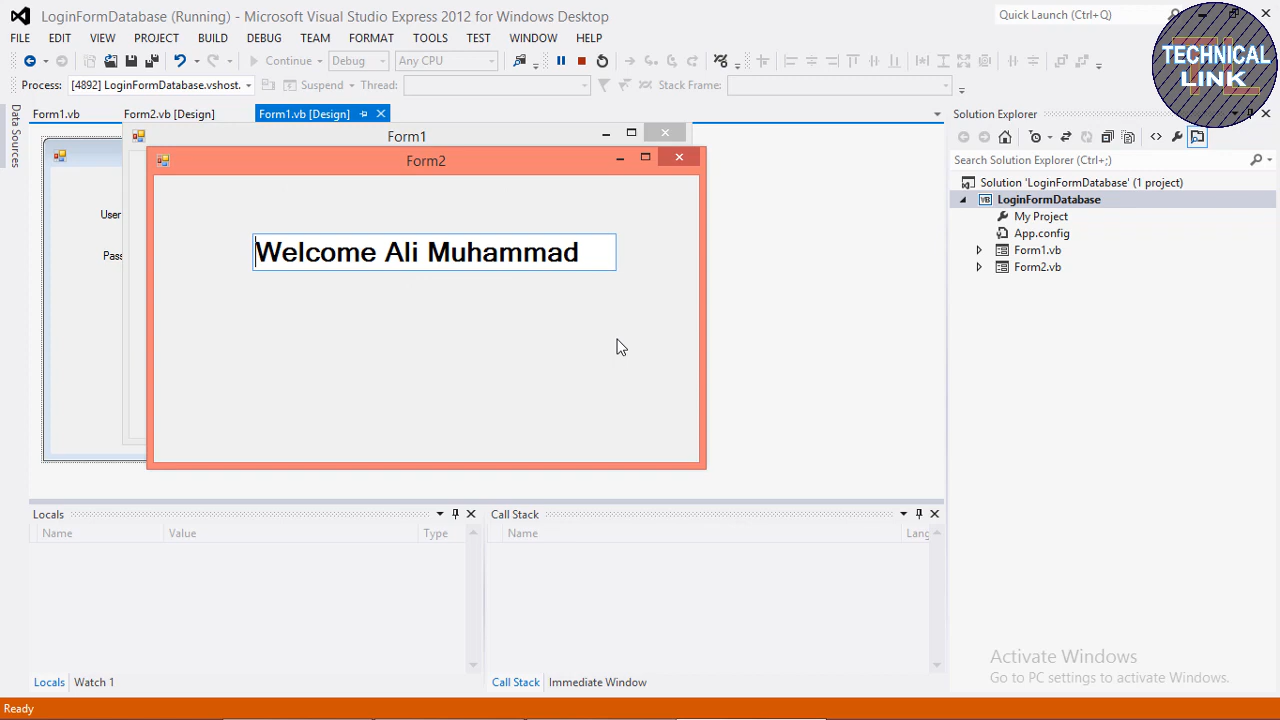 LoginFormDatabase (Running) - Microsoft Visual Studio Express 2012 for Windows Desktop
Quick Launch (Ctrl+Q)
FILE EDIT VIEW PROJECT BUILD DEBUG TEAM FORMAT TOOLS TEST WINDOW HELP
TECHNICAL
LINK
Continue Debug Any CPU
Process: [4892] LoginFormDatabase.vshost. Suspend Thread: Stack Frame:
Form1.vb Form2.vb [Design] Form1.vb [Design]
Solution Explorer
Data Sources
Form1
Search Solution Explorer (Ctrl+;)
Form2
Solution 'LoginFormDatabase' (1 project)
LoginFormDatabase
My Project
App.config
Form1.vb
Form2.vb
User
Pass
Welcome Ali Muhammad
Locals
Name Value Type
Call Stack
Name Lang
Activate Windows
Go to PC settings to activate Windows.
Locals Watch 1
Call Stack Immediate Window
Ready